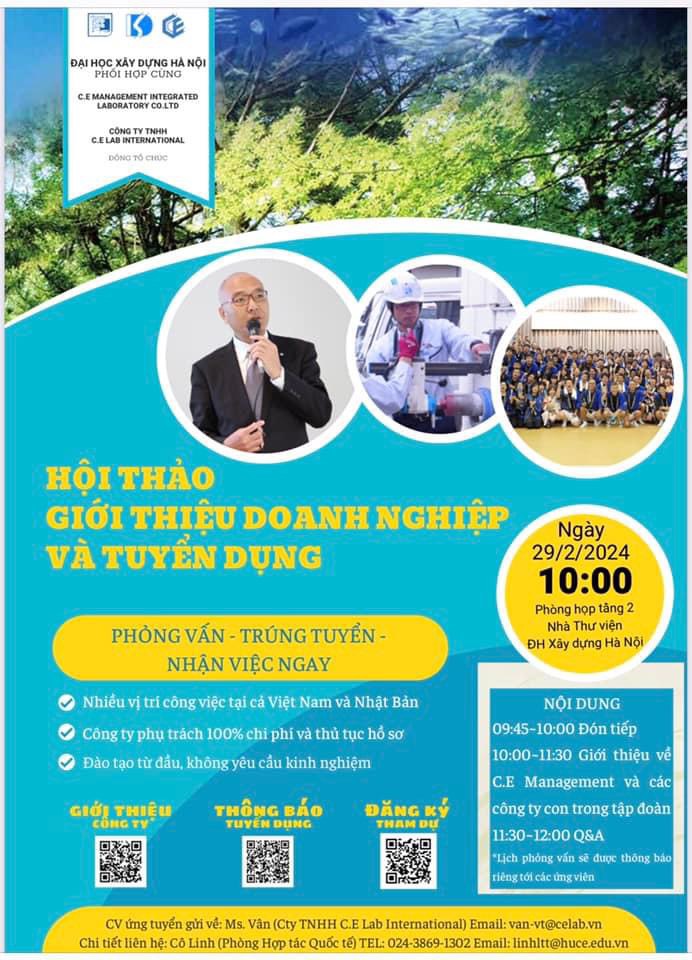 ĐẠI HỌC XÂY DỰNG HÀ NỘI
PHỐI HỢP CÙNG
C.E MANAGEMENT INTEGRATED
LABORATORY CO.LTD
CÔNG TY TNHH
C.E LAB INTERNATIONAL
ĐỒNG TỔ CHỨC
HỘI THẢO
GIỚI THIỆU DOANH NGHIỆP
VÀ TUYỂN DỤNG
Ngày
29/2/2024
10:00
Phòng họp tầng 2
Nhà Thư viện
ĐH Xây dựng Hà Nội
PHỎNG VẤN - TRÚNG TUYỂN -
NHẬN VIỆC NGAY
Nhiều vị trí công việc tại cả Việt Nam và Nhật Bản
Công ty phụ trách 100% chi phí và thủ tục hồ sơ
Đào tạo từ đầu, không yêu cầu kinh nghiệm
NỘI DUNG
09:45-10:00 Đón tiếp
10:00-11:30 Giới thiệu về
C.E Management và các
công ty con trong tập đoàn
11:30-12:00 Q&A
*Lịch phỏng vấn sẽ được thông báo
riêng tới các ứng viên
GIỚI THIỆU
CÔNG TY
THÔNG BÁO
TUYỂN DỤNG
ĐĂNG KÝ
THAM DỰ
CV ứng tuyển gửi về: Ms. Vân (Cty TNHH C.E Lab International) Email: van-vt@celab.vn
Chi tiết liên hệ: Cô Linh (Phòng Hợp tác Quốc tế) TEL: 024-3869-1302 Email: linhltt@huce.edu.vn